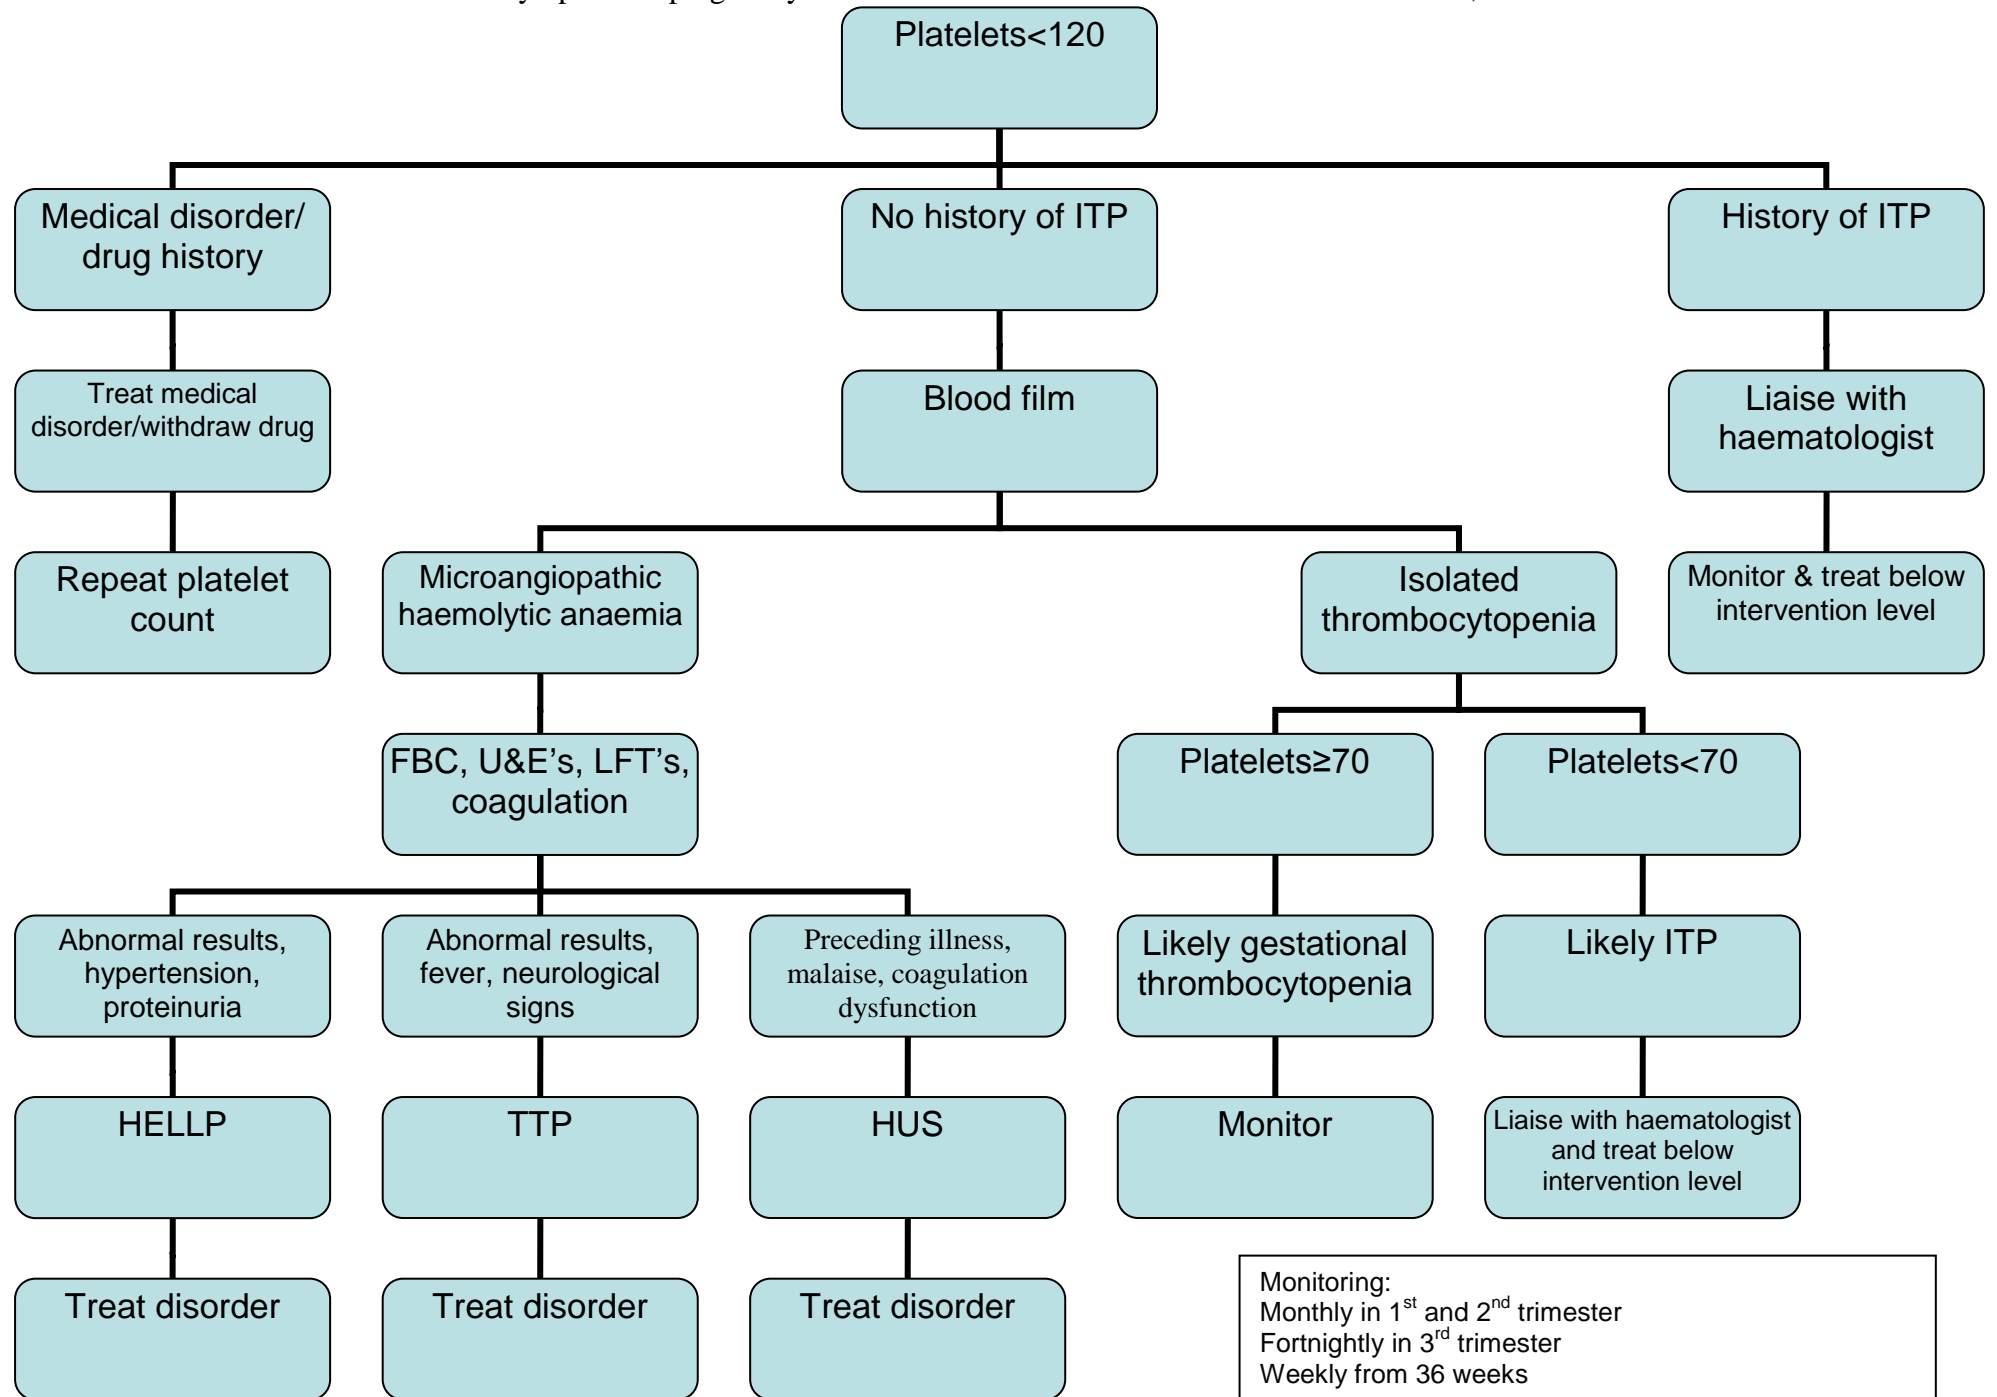 Platelets<120
Medical disorder/
drug history
No history of ITP
History of ITP
Treat medical
disorder/withdraw drug
Blood film
Liaise with
haematologist
Repeat platelet
count
Microangiopathic
haemolytic anaemia
Isolated
thrombocytopenia
Monitor & treat below
intervention level
FBC, U&E's, LFT's,
coagulation
Platelets≥70
Platelets<70
Abnormal results,
hypertension,
proteinuria
Abnormal results,
fever, neurological
signs
Preceding illness,
malaise, coagulation
dysfunction
Likely gestational
thrombocytopenia
Likely ITP
HELLP
TTP
HUS
Monitor
Liaise with haematologist
and treat below
intervention level
Treat disorder
Treat disorder
Treat disorder
Monitoring:
Monthly in 1st and 2nd trimester
Fortnightly in 3rd trimester
Weekly from 36 weeks